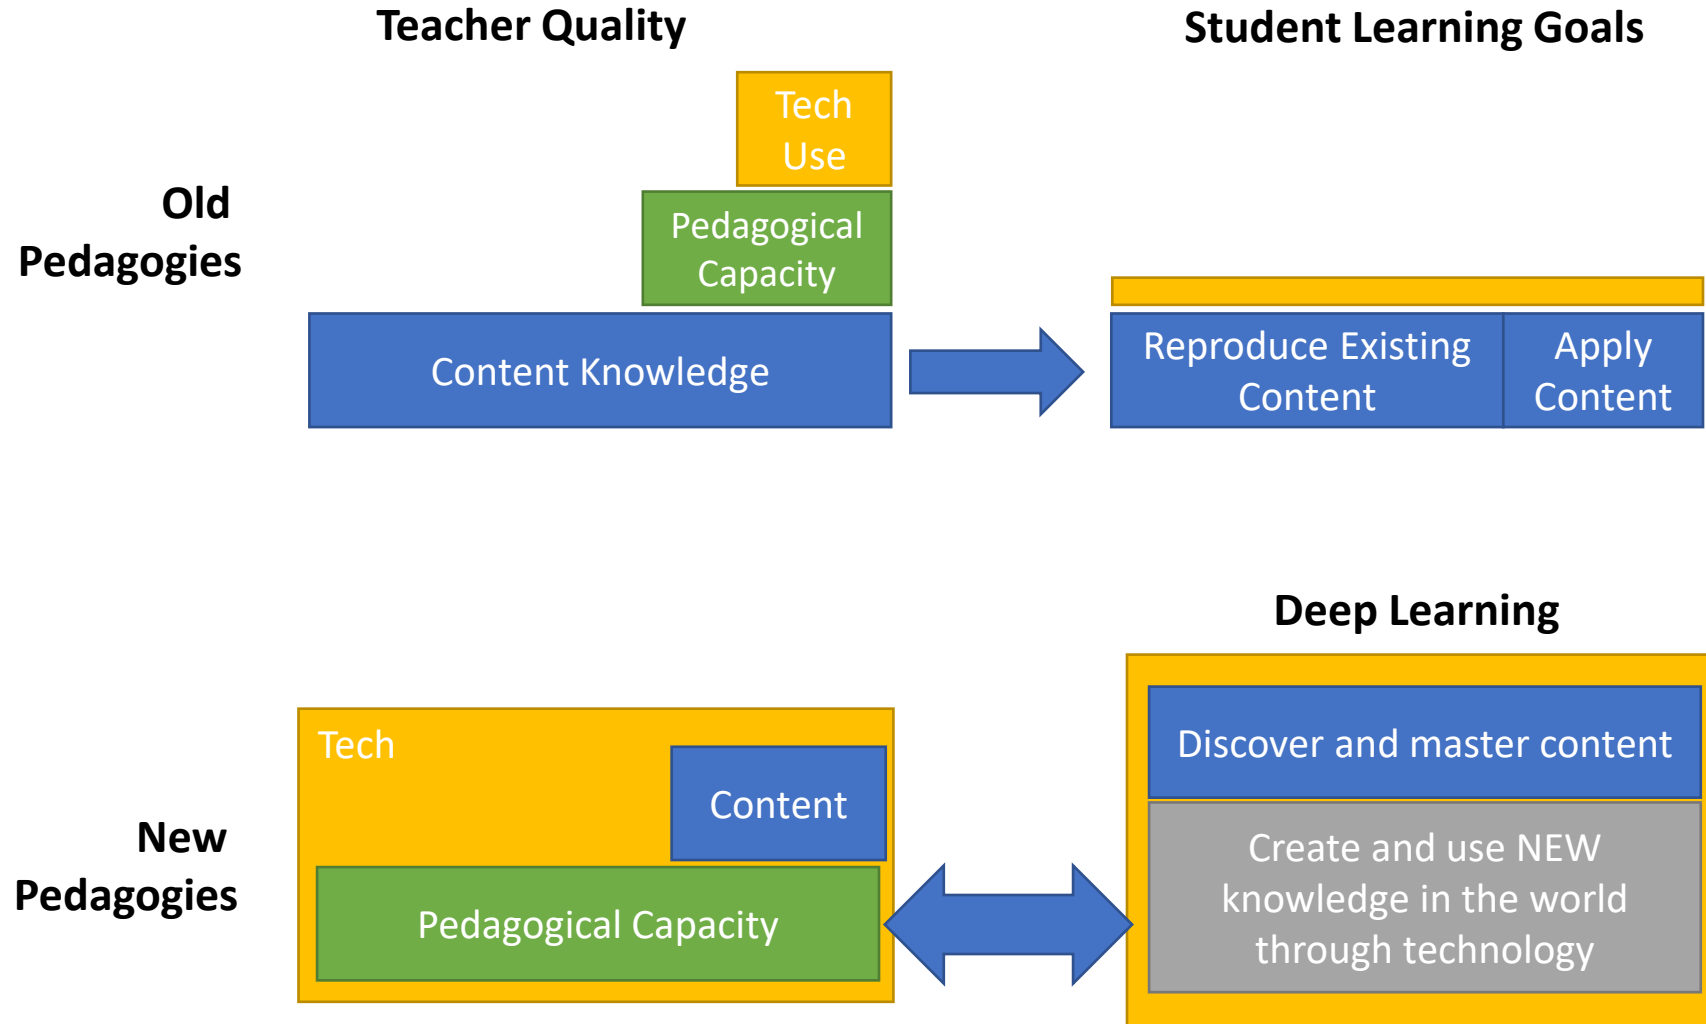 Teacher Quality
Student Learning Goals
Tech
Use
Old
Pedagogies
Pedagogical
Capacity
Content Knowledge
Reproduce Existing
Content
Apply
Content
Deep Learning
New
Pedagogies
Tech
Content
Pedagogical Capacity
Discover and master content
Create and use NEW
knowledge in the world
through technology